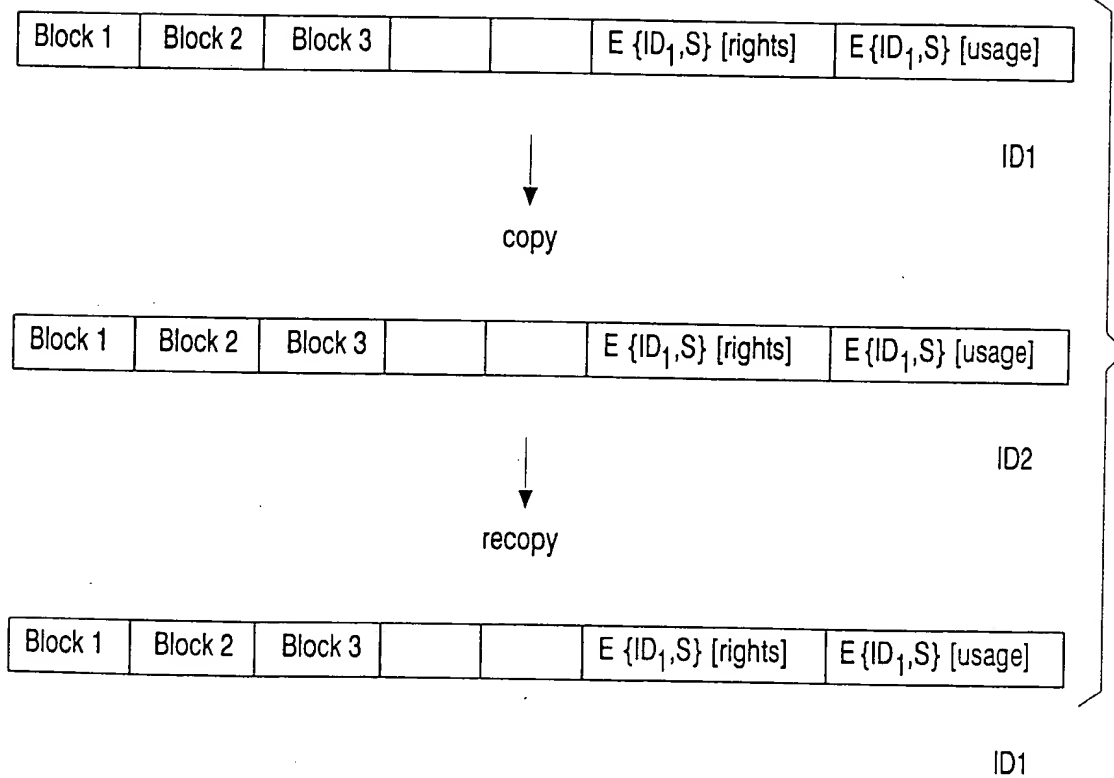 Block 1 Block 2 Block 3 E {ID₁,S} [rights] E{ID₁,S} [usage]
ID1
copy
Block 1 Block 2 Block 3 E {ID₁,S} [rights] E{ID₁,S} [usage]
ID2
recopy
Block 1 Block 2 Block 3 E {ID₁,S} [rights] E{ID₁,S} [usage]
ID1